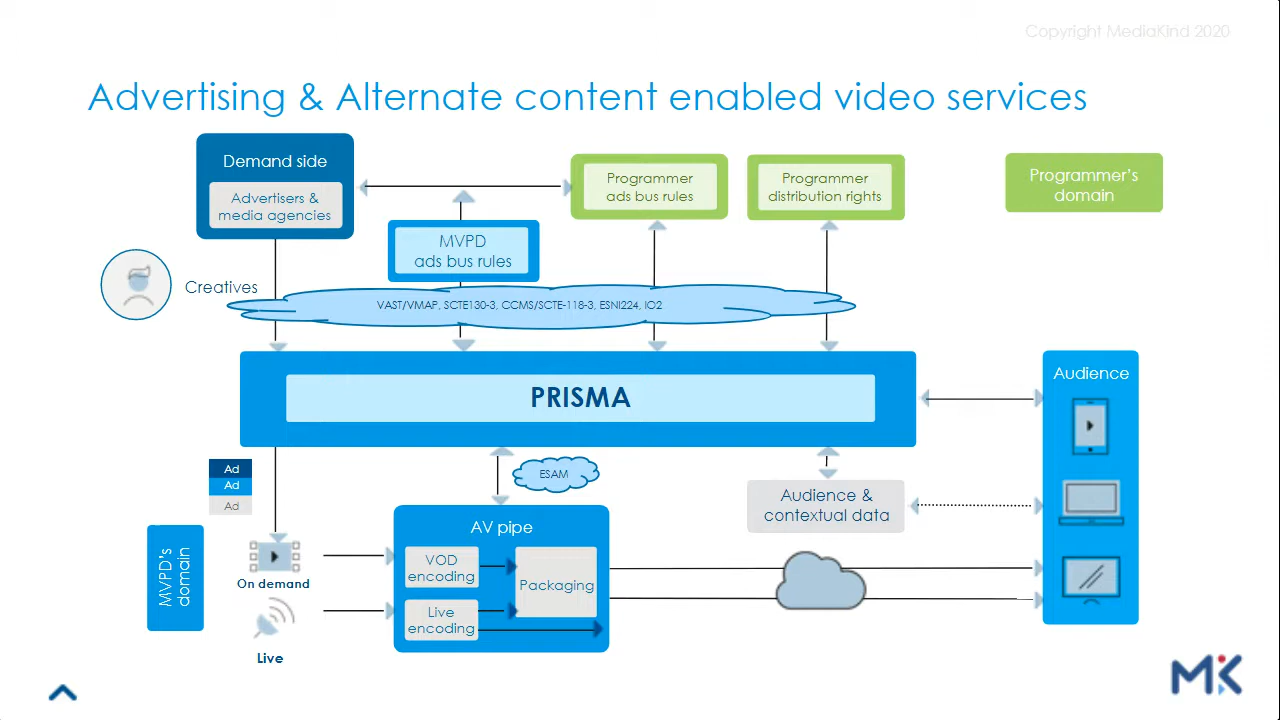 Copyright MediaKind 2020
Advertising & Alternate content enabled video services
Demand side
Advertisers &
media agencies
Programmer
ads bus rules
Programmer
distribution rights
Programmer's
domain
MVPD
ads bus rules
Creatives
VAST/VMAP, SCTE130-3, CCMS/SCTE-118-3, ESNI224, IO2
PRISMA
Audience
Ad
Ad
Ad
ESAM
Audience &
contextual data
AV pipe
MVPD's
domain
On demand
VOD
encoding
Packaging
Live
encoding
Live
MK